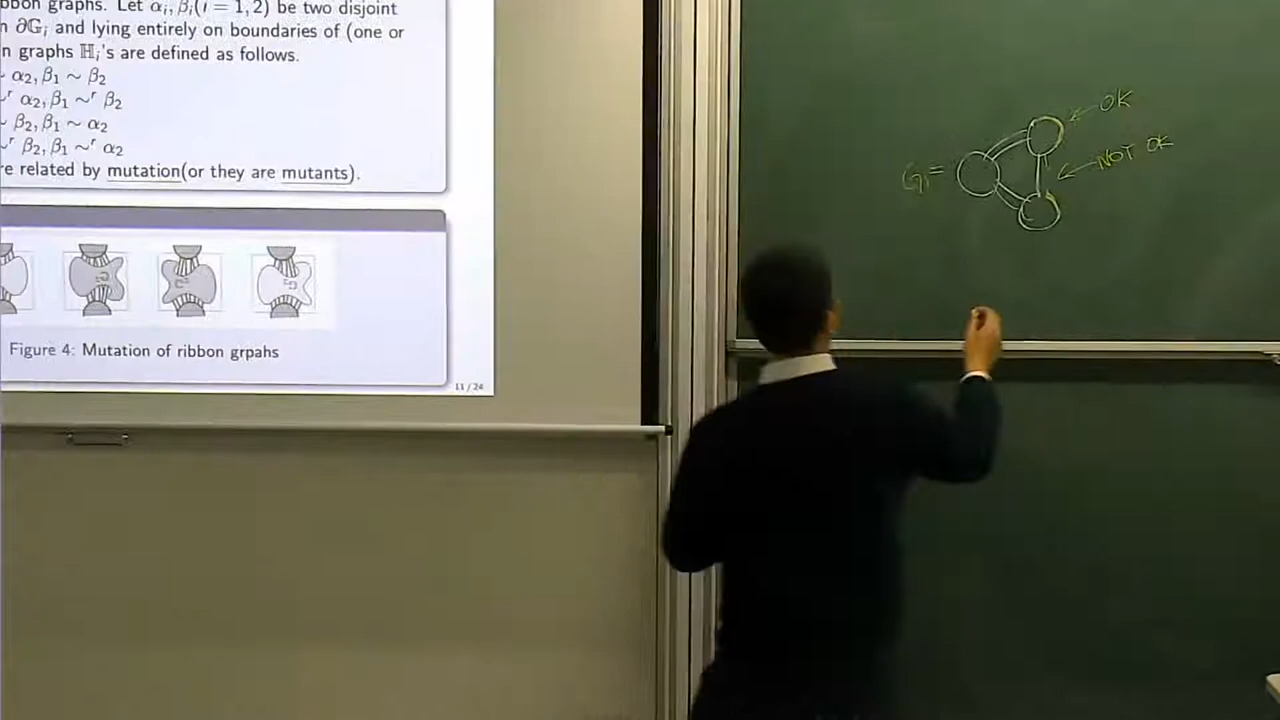 bbon graphs. Let αᵢ, βᵢ(i = 1, 2) be two disjoint
n ∂𝔾ᵢ and lying entirely on boundaries of (one or
n graphs ℍᵢ's are defined as follows.
∼ α₂, β₁ ∼ β₂
∼ʳ α₂, β₁ ∼ʳ β₂
∼ β₂, β₁ ∼ α₂
∼ʳ β₂, β₁ ∼ʳ α₂
e related by mutation(or they are mutants).
Figure 4: Mutation of ribbon grpahs
11 / 24
OK
NOT OK
G₁ =